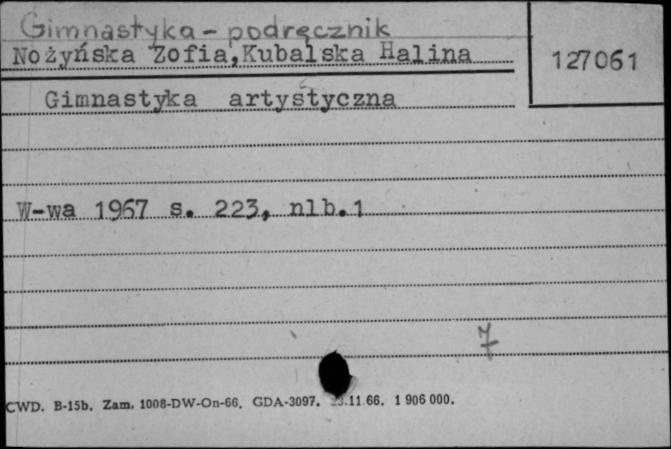 Gimnastyka - podręcznik
Nożyńska Zofia, Kubalska Halina
127061
Gimnastyka artystyczna
W-wa 1967 s. 223, nlb.1
7
CWD. B-15b. Zam. 1008-DW-On-66. GDA-3097. .11.66. 1 906 000.